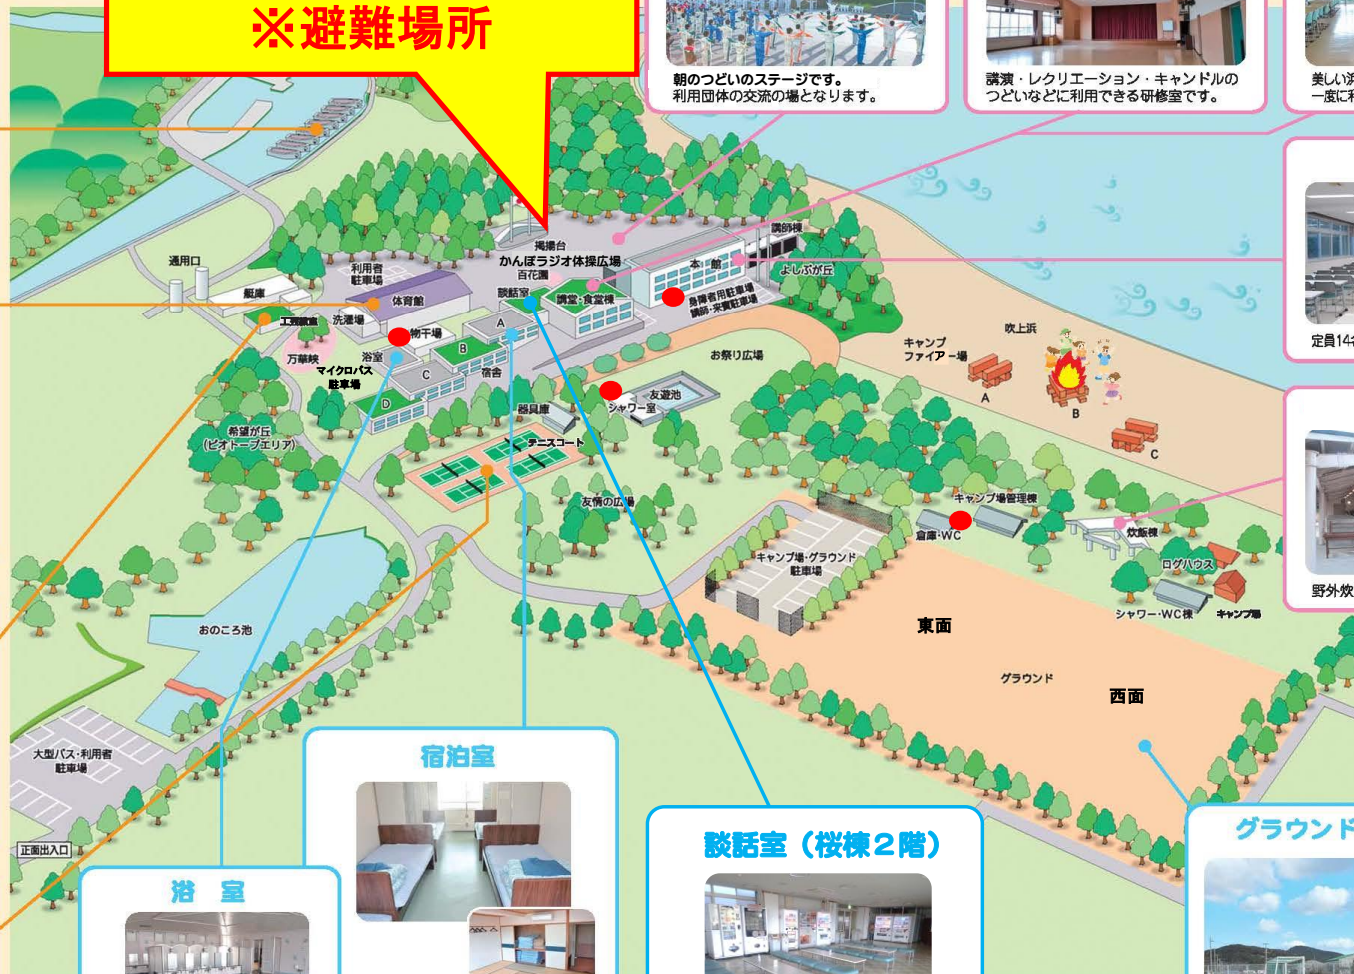 ※避難場所
朝のつどいのステージです。
利用団体の交流の場となります。
講演・レクリエーション・キャンドルの
つどいなどに利用できる研修室です。
美しい浜
一度に利
通用口
艇庫
利用者
駐車場
体育館
洗濯場
工芸教室
万華峡
物干場
浴室
マイクロバス
駐車場
掲揚台
かんぽラジオ体操広場
百花園
談話室
講堂・食堂棟
本館
講師棟
よしぶが丘
身障者用駐車場
講師・来賓駐車場
A
B
C
D
宿舎
お祭り広場
キャンプ
ファイアー場
吹上浜
A
B
C
定員14名
器具庫
シャワー室
友遊池
テニスコート
希望が丘
(ビオトープエリア)
友情の広場
キャンプ場管理棟
倉庫・WC
炊飯棟
キャンプ場・グラウンド
駐車場
ログハウス
シャワー・WC棟
キャンプ場
野外炊
おのころ池
東面
グラウンド
西面
大型バス・利用者
駐車場
正面出入口
宿泊室
談話室（桜棟２階）
グラウンド
浴室